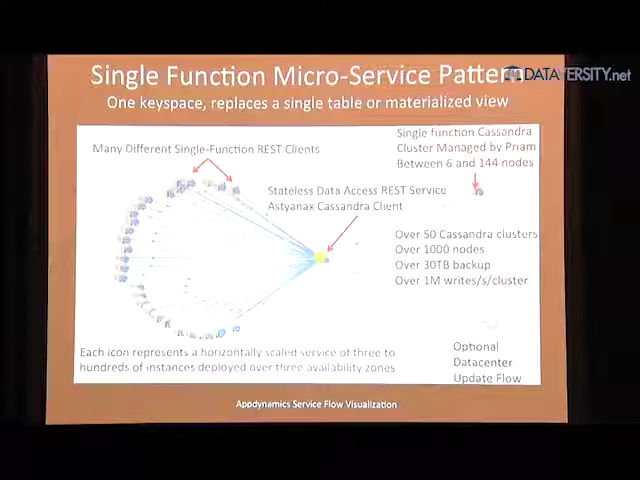 Single Function Micro-Service Pattern
DATAVERSITY.net
One keyspace, replaces a single table or materialized view
Many Different Single-Function REST Clients
Single function Cassandra
Cluster Managed by Priam
Between 6 and 144 nodes
Stateless Data Access REST Service
Astyanax Cassandra Client
Over 50 Cassandra clusters
Over 1000 nodes
Over 30TB backup
Over 1M writes/s/cluster
Each icon represents a horizontally scaled service of three to
hundreds of instances deployed over three availability zones
Optional
Datacenter
Update Flow
Appdynamics Service Flow Visualization